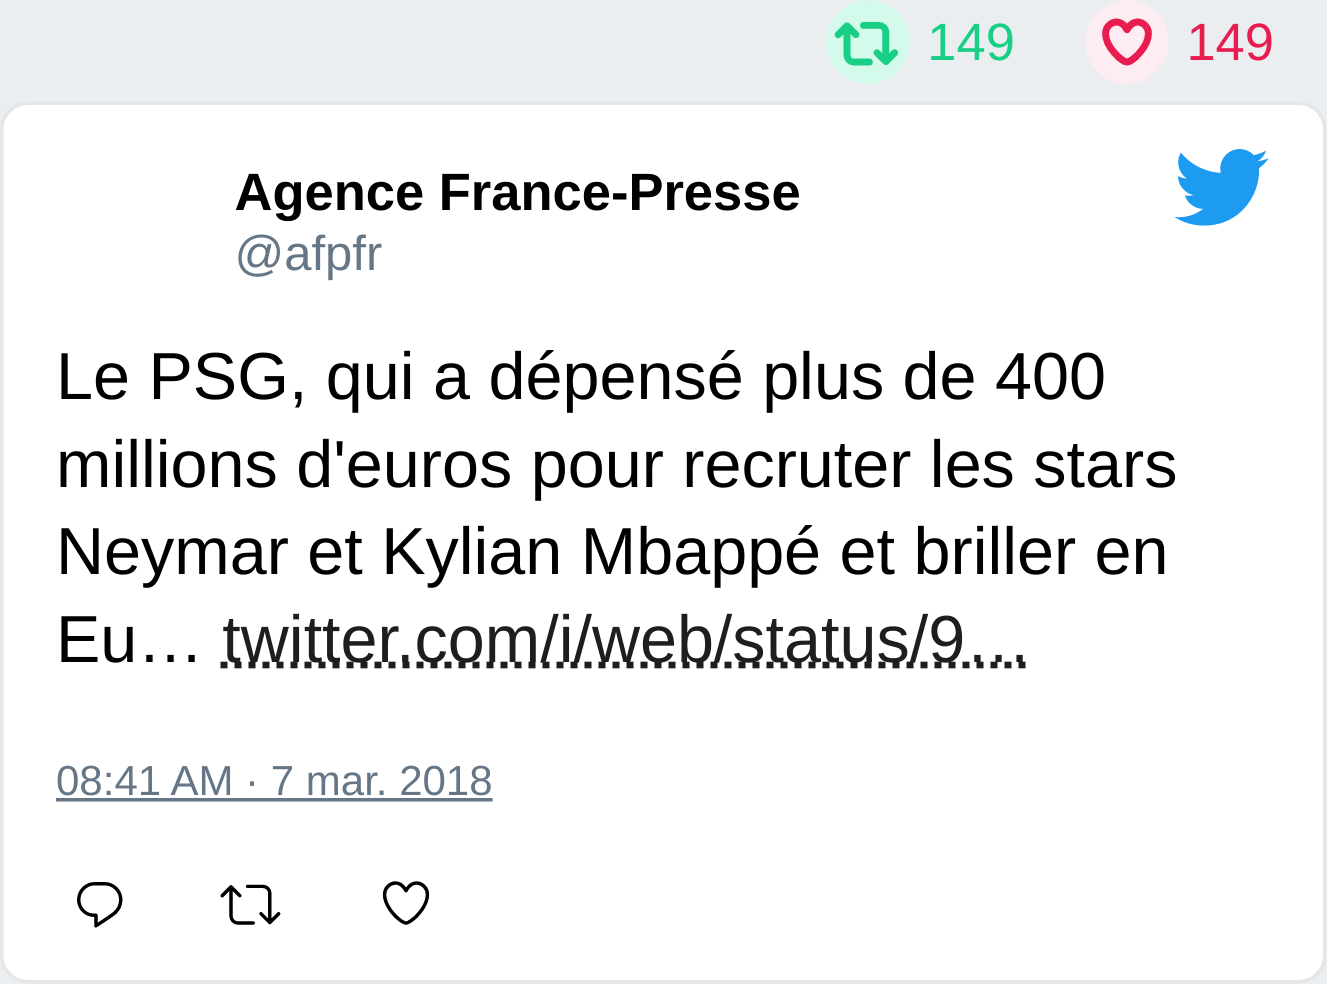 149 149
Agence France-Presse
@afpfr
Le PSG, qui a dépensé plus de 400
millions d'euros pour recruter les stars
Neymar et Kylian Mbappé et briller en
Eu… twitter.com/i/web/status/9…
08:41 AM · 7 mar. 2018